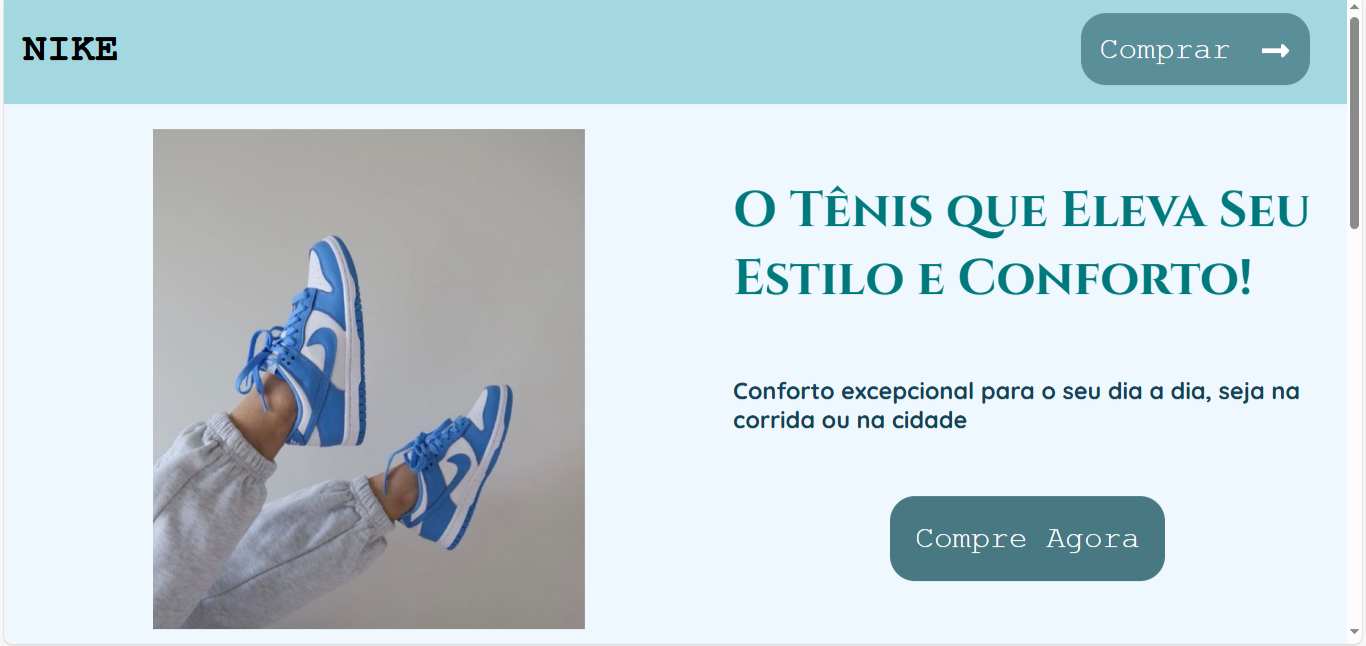 NIKE
Comprar
O Tênis que Eleva Seu
Estilo e Conforto!
Conforto excepcional para o seu dia a dia, seja na
corrida ou na cidade
Compre Agora